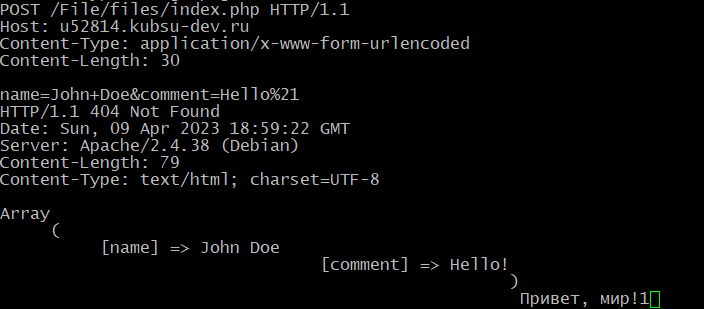 POST /File/files/index.php HTTP/1.1
Host: u52814.kubsu-dev.ru
Content-Type: application/x-www-form-urlencoded
Content-Length: 30
name=John+Doe&comment=Hello%21
HTTP/1.1 404 Not Found
Date: Sun, 09 Apr 2023 18:59:22 GMT
Server: Apache/2.4.38 (Debian)
Content-Length: 79
Content-Type: text/html; charset=UTF-8
Array
(
[name] => John Doe
[comment] => Hello!
)
Привет, мир!1